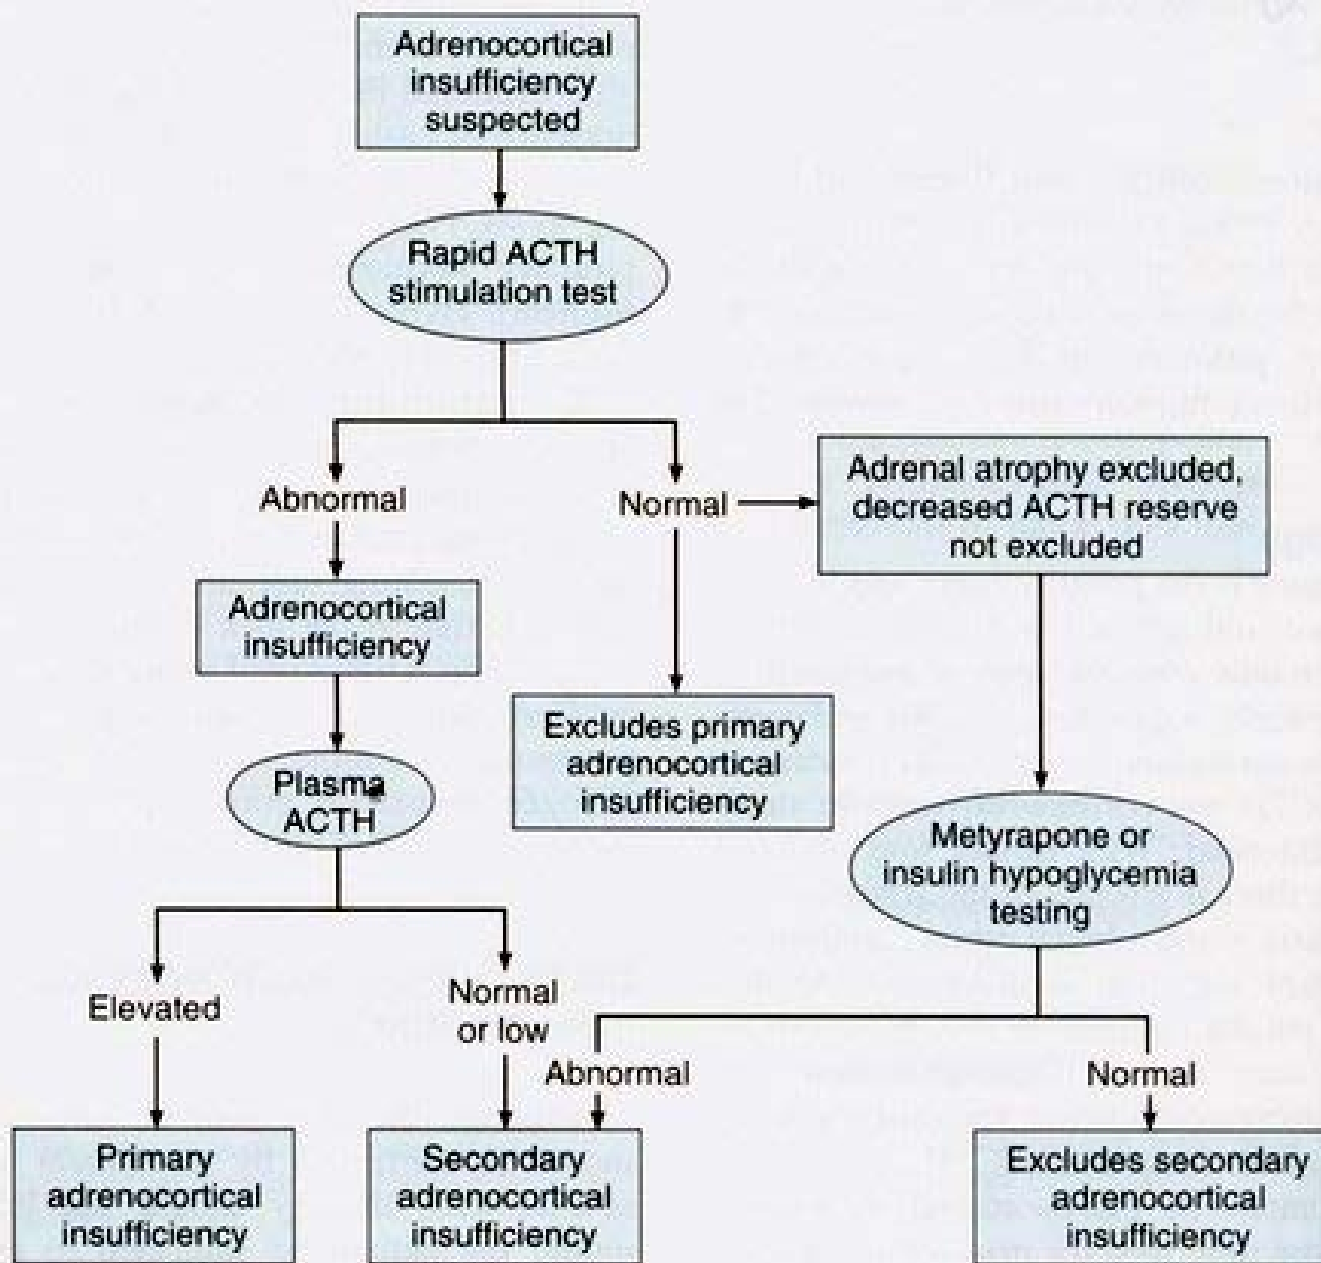 Adrenocortical
insufficiency
suspected
Rapid ACTH
stimulation test
Abnormal
Normal
Adrenal atrophy excluded,
decreased ACTH reserve
not excluded
Adrenocortical
insufficiency
Excludes primary
adrenocortical
insufficiency
Plasma
ACTH
Metyrapone or
insulin hypoglycemia
testing
Elevated
Normal
or low
Abnormal
Normal
Primary
adrenocortical
insufficiency
Secondary
adrenocortical
insufficiency
Excludes secondary
adrenocortical
insufficiency